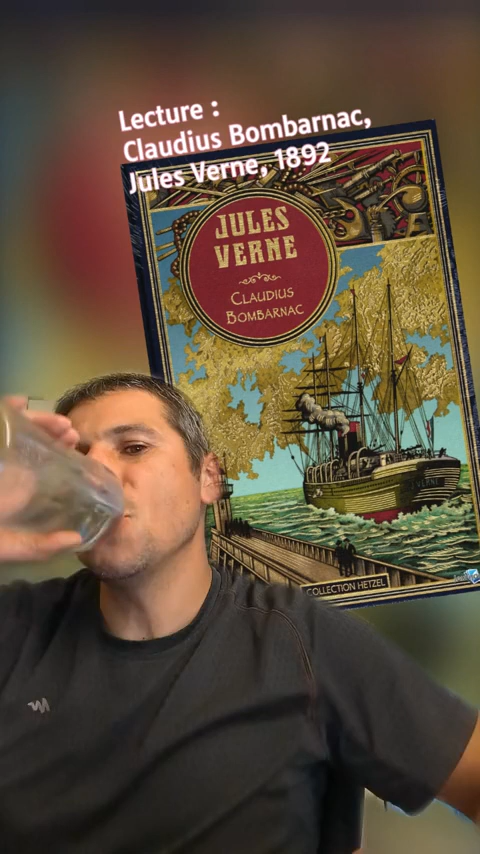 Lecture :
Claudius Bombarnac,
Jules Verne, 1892
JULES
VERNE
CLAUDIUS
BOMBARNAC
COLLECTION HETZEL